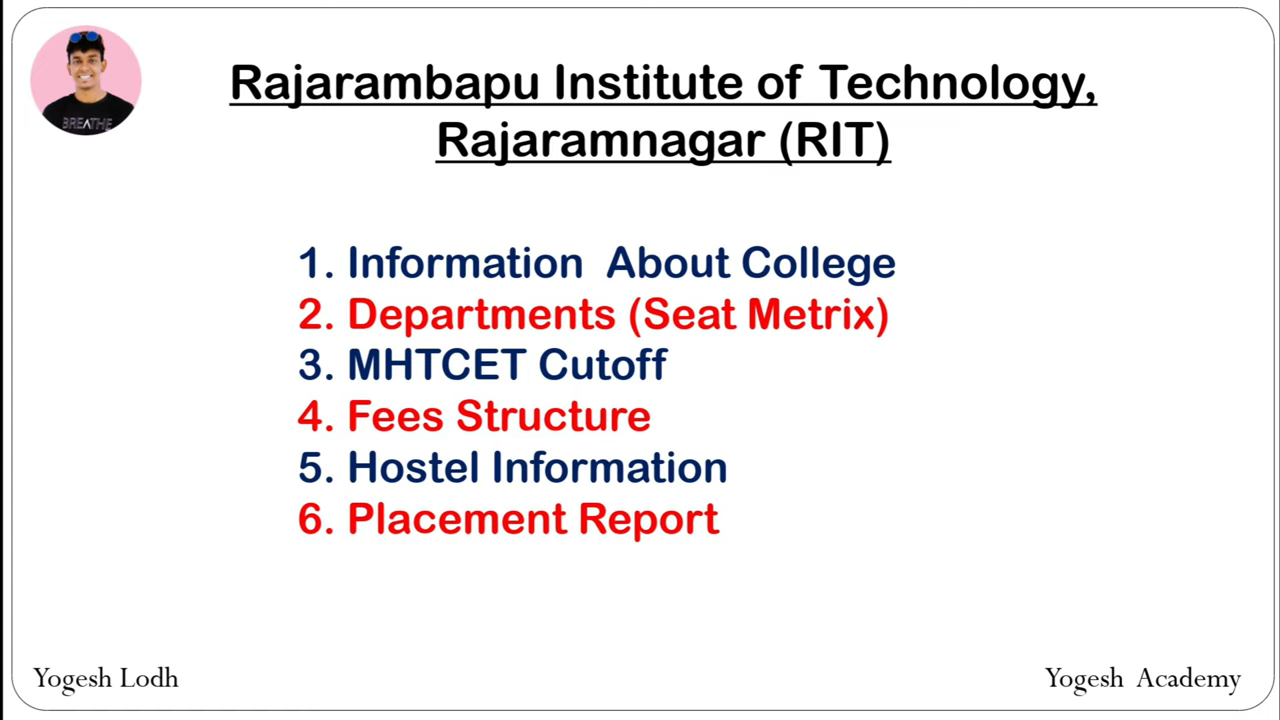 BREATHE
Rajarambapu Institute of Technology,
Rajaramnagar (RIT)
1. Information About College
2. Departments (Seat Metrix)
3. MHTCET Cutoff
4. Fees Structure
5. Hostel Information
6. Placement Report
Yogesh Lodh
Yogesh Academy